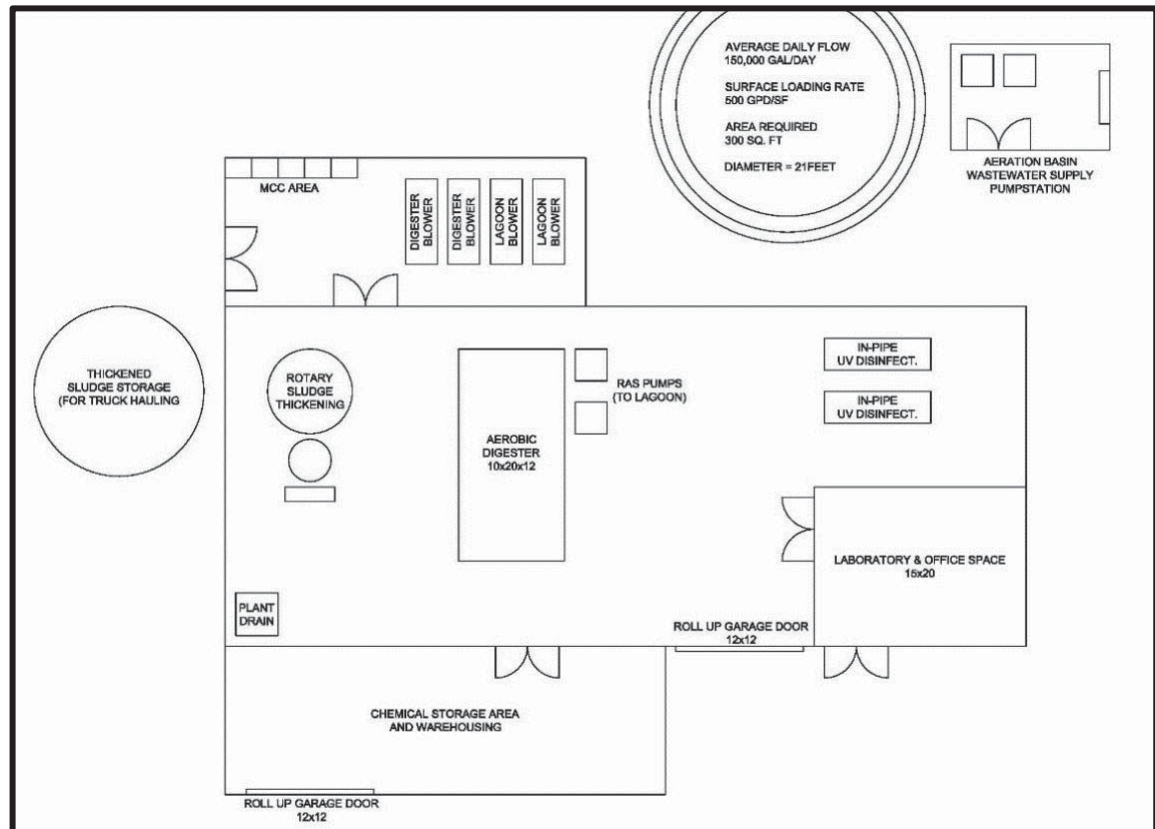 AVERAGE DAILY FLOW
150,000 GAL/DAY
SURFACE LOADING RATE
500 GPD/SF
AREA REQUIRED
300 SQ. FT
DIAMETER = 21FEET
AERATION BASIN
WASTEWATER SUPPLY
PUMPSTATION
MCC AREA
DIGESTER
BLOWER
DIGESTER
BLOWER
LAGOON
BLOWER
LAGOON
BLOWER
THICKENED
SLUDGE STORAGE
(FOR TRUCK HAULING
ROTARY
SLUDGE
THICKENING
AEROBIC
DIGESTER
10x20x12
RAS PUMPS
(TO LAGOON)
IN-PIPE
UV DISINFECT.
IN-PIPE
UV DISINFECT.
LABORATORY & OFFICE SPACE
15x20
PLANT
DRAIN
ROLL UP GARAGE DOOR
12x12
CHEMICAL STORAGE AREA
AND WAREHOUSING
ROLL UP GARAGE DOOR
12x12